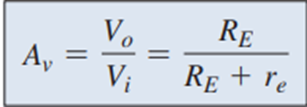 A_v = V_o / V_i = R_E / (R_E + r_e)